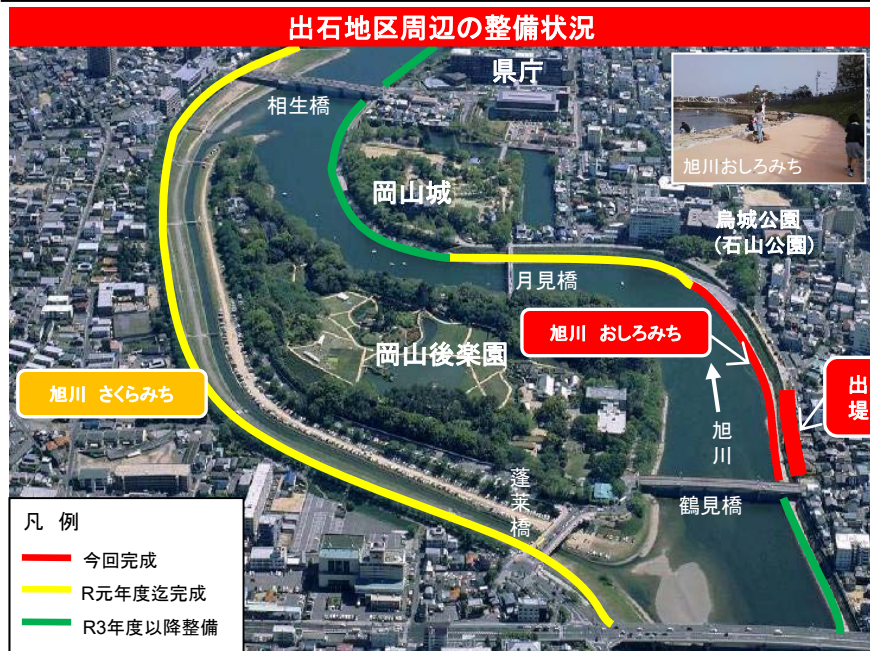 出石地区周辺の整備状況
県庁
相生橋
旭川おしろみち
岡山城
烏城公園
(石山公園)
月見橋
旭川 おしろみち
岡山後楽園
旭川 さくらみち
出
堤
旭川
蓬莱橋
鶴見橋
凡 例
今回完成
R元年度迄完成
R3年度以降整備